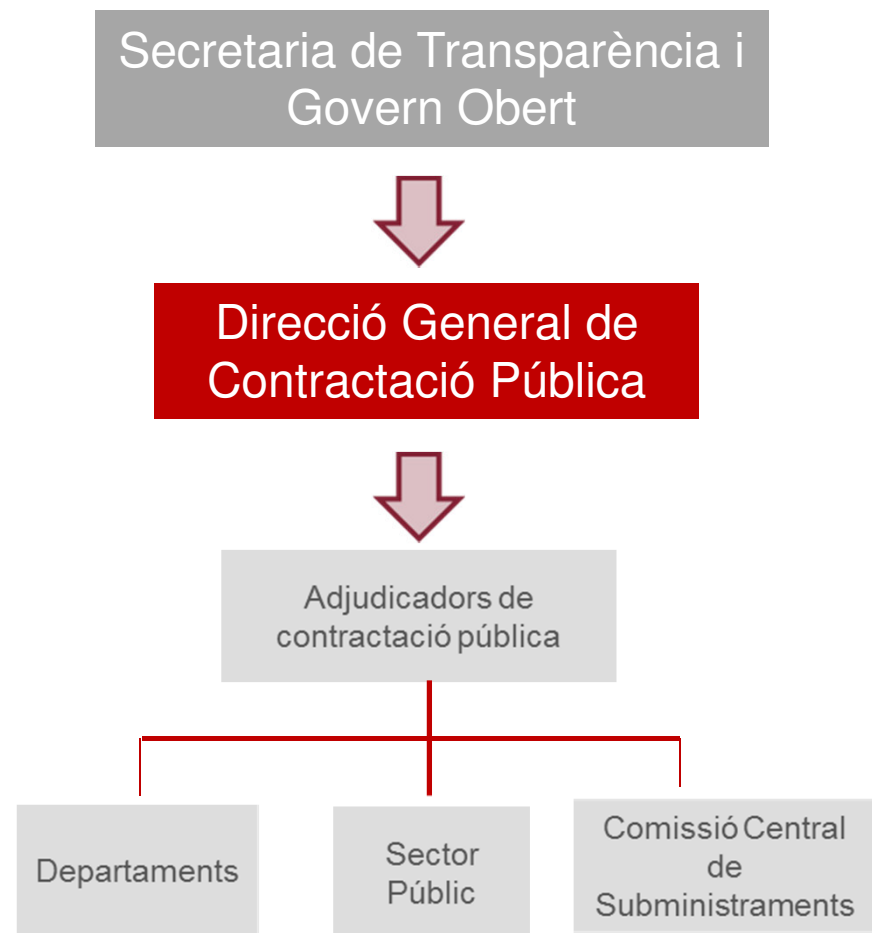 Secretaria de Transparència i
Govern Obert
Direcció General de
Contractació Pública
Adjudicadors de
contractació pública
Departaments
Sector
Públic
Comissió Central
de
Subministraments